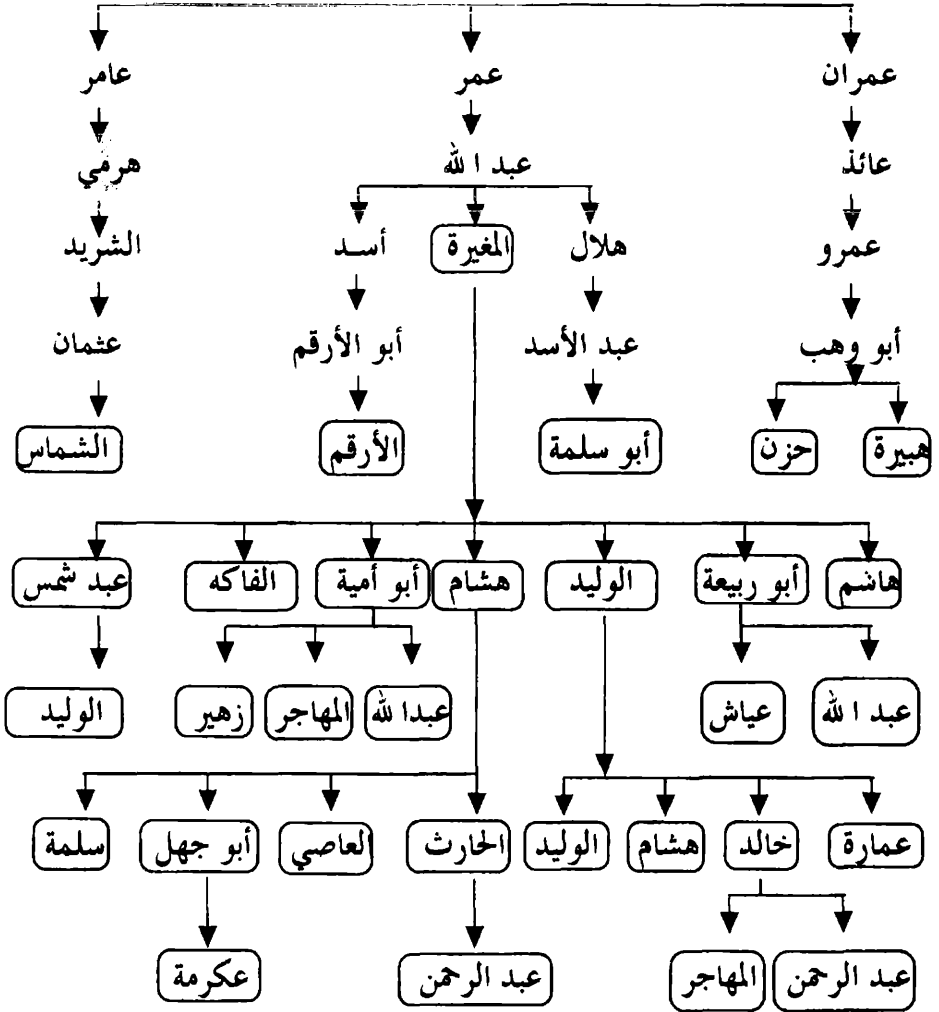 عمران عمر عامر
عائذ عبد الله هرمي
عمرو هلال المغيرة أسد الشريد
أبو وهب عبد الأسد أبو الأرقم عثمان
هبيرة حزن أبو سلمة الأرقم الشماس
هاشم أبو ربيعة الوليد هشام أبو أمية الفاكه عبد شمس
عبد الله عياش عبدالله المهاجر زهير الوليد
عمارة خالد هشام الوليد الحارث العاصي أبو جهل سلمة
عبد الرحمن المهاجر عبد الرحمن عكرمة